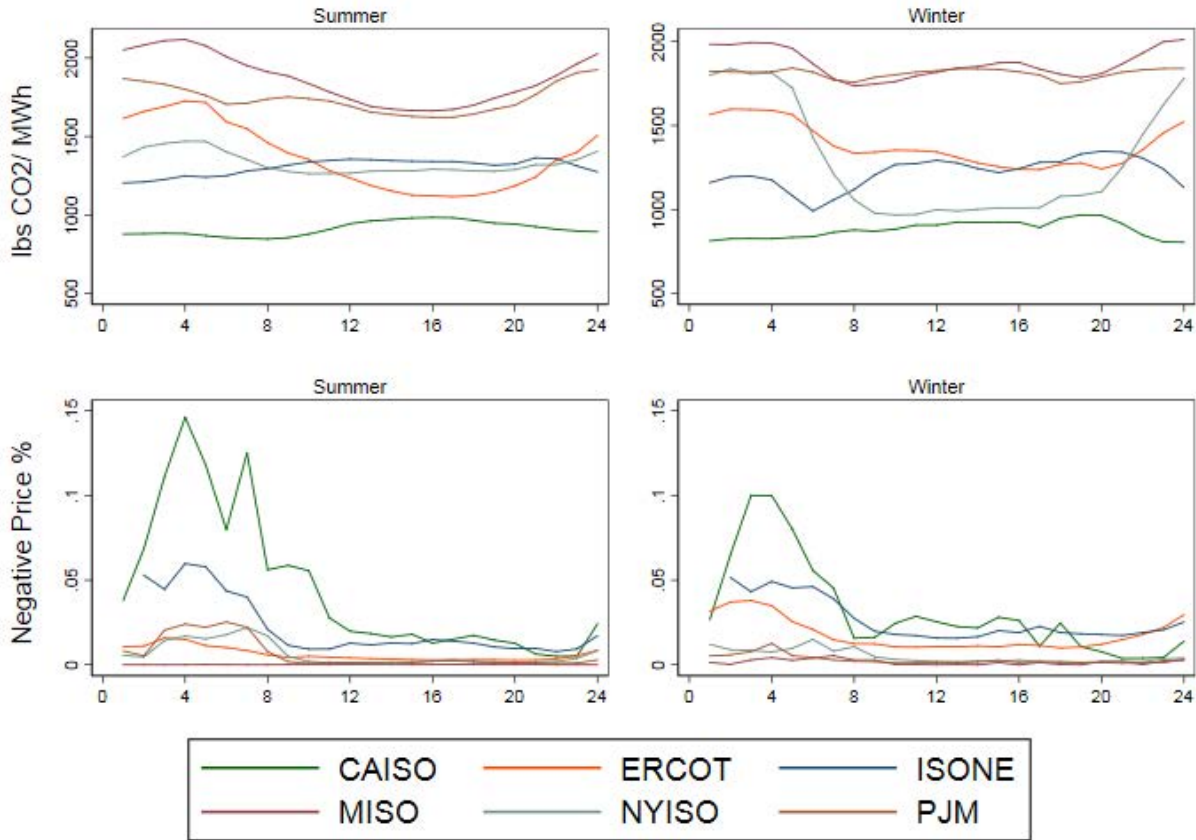 Summer
Winter
lbs CO2/ MWh
2000
1500
1000
500
0 4 8 12 16 20 24
2000
1500
1000
500
0 4 8 12 16 20 24
Summer
Winter
Negative Price %
.15
.1
.05
0
0 4 8 12 16 20 24
.15
.1
.05
0
0 4 8 12 16 20 24
CAISO ERCOT ISONE
MISO NYISO PJM